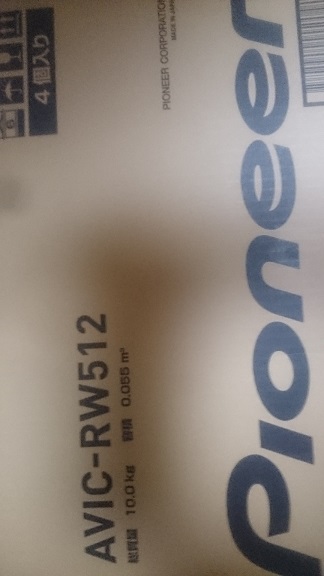 4個入り
PIONEER CORPORATION
MADE IN JAPAN
Pioneer
AVIC-RW512
総質量 10.0 kg 容積 0.055 m³